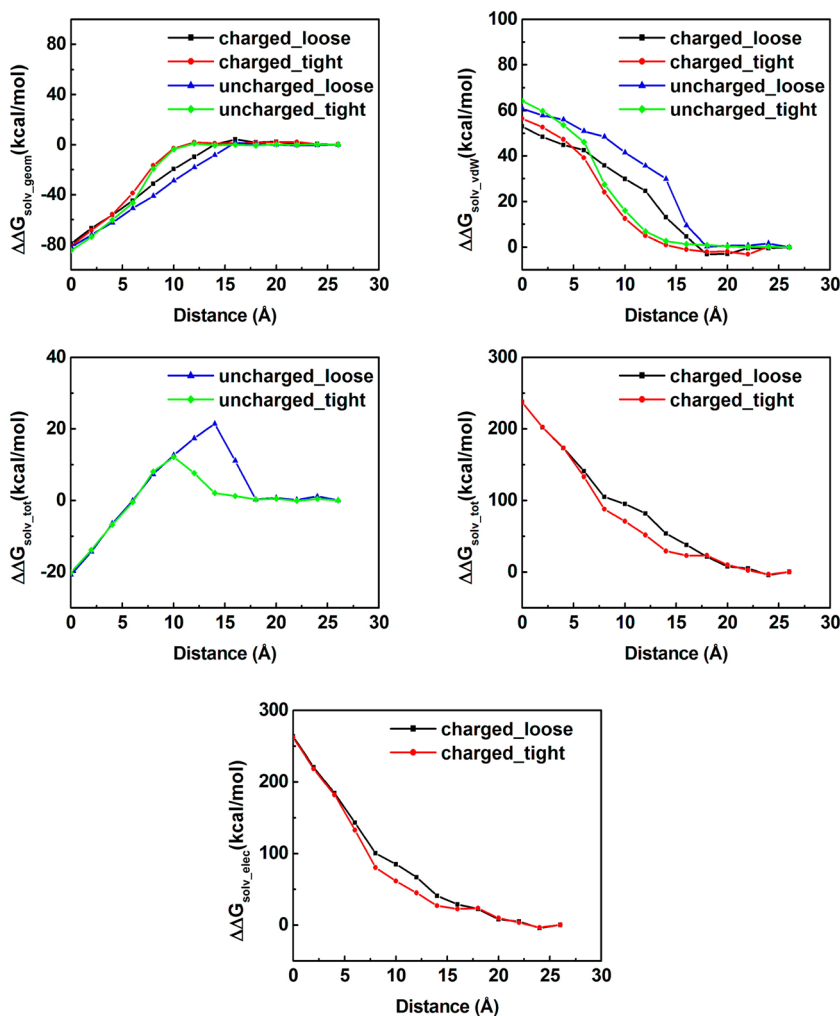 80
40
0
-40
-80
0 5 10 15 20 25 30
ΔΔG_solv_geom(kcal/mol)
Distance (Å)
charged_loose
charged_tight
uncharged_loose
uncharged_tight
100
80
60
40
20
0
-20
0 5 10 15 20 25 30
ΔΔG_solv_vdW(kcal/mol)
Distance (Å)
charged_loose
charged_tight
uncharged_loose
uncharged_tight
40
20
0
-20
0 5 10 15 20 25 30
ΔΔG_solv_tot(kcal/mol)
Distance (Å)
uncharged_loose
uncharged_tight
300
200
100
0
0 5 10 15 20 25 30
ΔΔG_solv_tot(kcal/mol)
Distance (Å)
charged_loose
charged_tight
300
200
100
0
0 5 10 15 20 25 30
ΔΔG_solv_elec(kcal/mol)
Distance (Å)
charged_loose
charged_tight